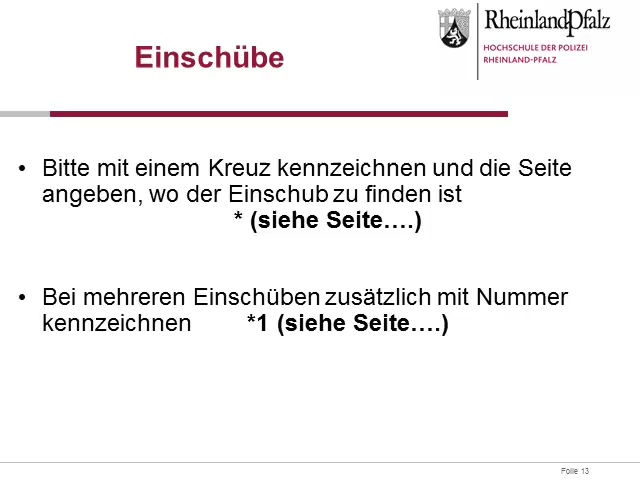 RheinlandPfalz
HOCHSCHULE DER POLIZEI
RHEINLAND-PFALZ
Einschübe
• Bitte mit einem Kreuz kennzeichnen und die Seite
angeben, wo der Einschub zu finden ist
* (siehe Seite….)
• Bei mehreren Einschüben zusätzlich mit Nummer
kennzeichnen *1 (siehe Seite….)
Folie 13